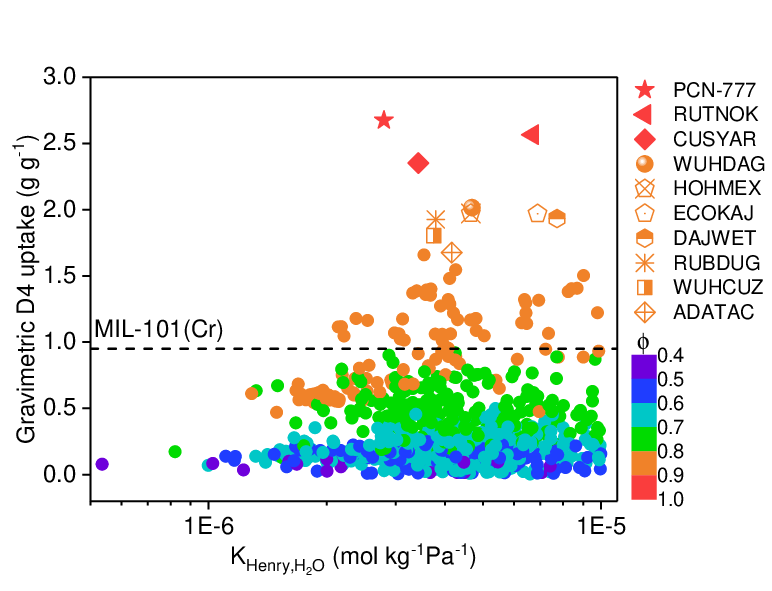 3.0
2.5
2.0
1.5
1.0
0.5
0.0
Gravimetric D4 uptake (g g-1)
MIL-101(Cr)
1E-6
1E-5
KHenry,H2O (mol kg-1Pa-1)
PCN-777
RUTNOK
CUSYAR
WUHDAG
HOHMEX
ECOKAJ
DAJWET
RUBDUG
WUHCUZ
ADATAC
ϕ
0.4
0.5
0.6
0.7
0.8
0.9
1.0